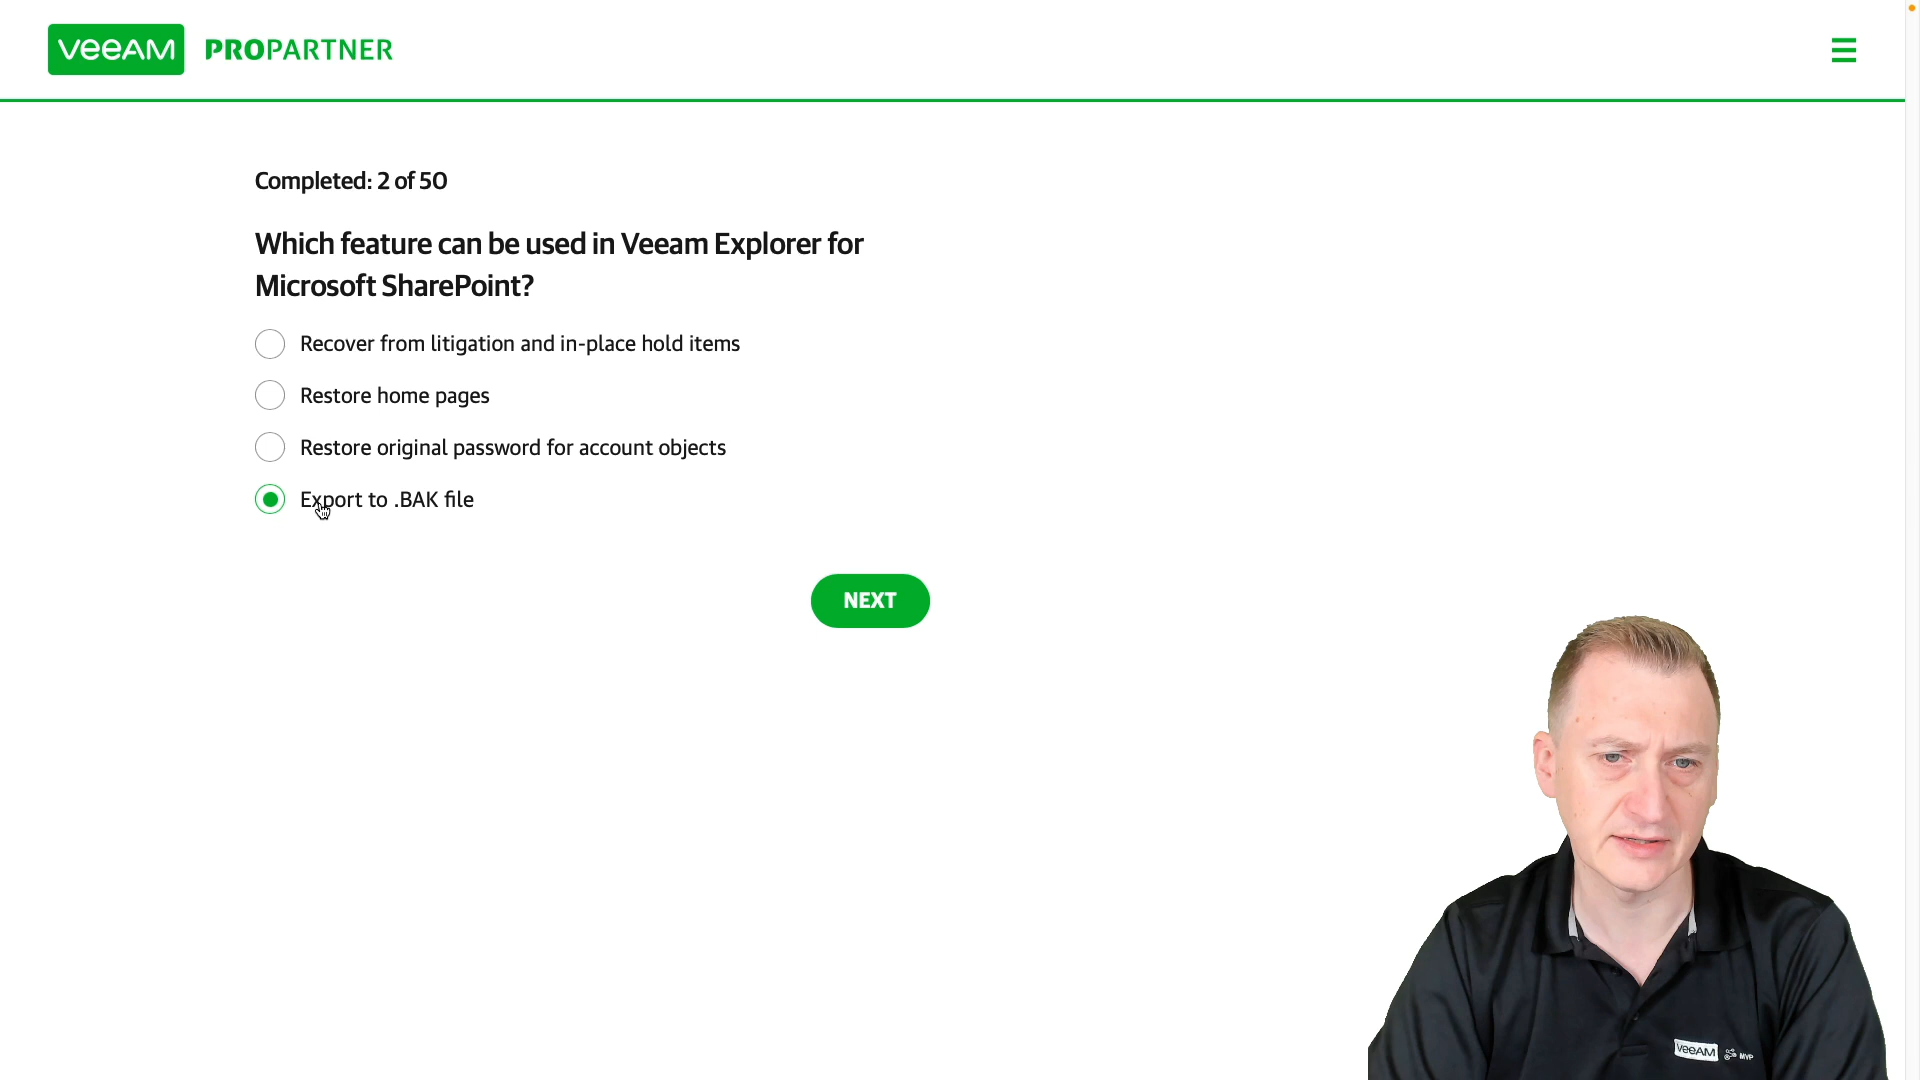 veeAM PROPARTNER
Completed: 2 of 50
Which feature can be used in Veeam Explorer for
Microsoft SharePoint?
Recover from litigation and in-place hold items
Restore home pages
Restore original password for account objects
Export to .BAK file
NEXT
veeAM MVP